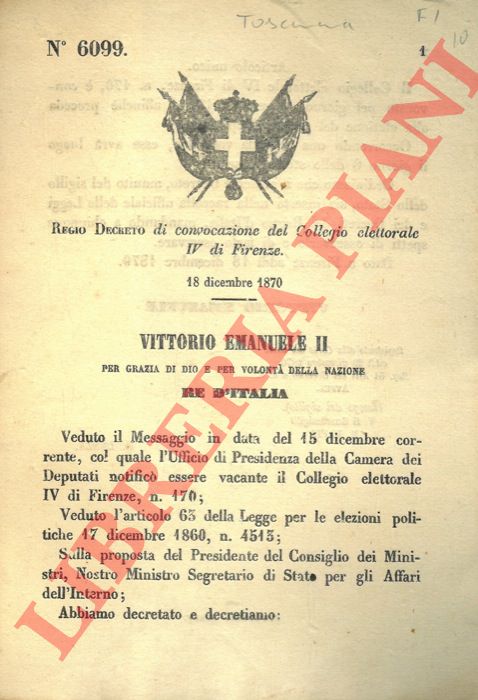 Toscana
F1
10
N° 6099.
1
REGIO DECRETO di convocazione del Collegio elettorale
IV di Firenze.
18 dicembre 1870
VITTORIO EMANUELE II
PER GRAZIA DI DIO E PER VOLONTÀ DELLA NAZIONE
RE D'ITALIA
Veduto il Messaggio in data del 15 dicembre cor-
rente, col quale l'Ufficio di Presidenza della Camera dei
Deputati notificò essere vacante il Collegio elettorale
IV di Firenze, n. 170;
Veduto l'articolo 63 della Legge per le elezioni poli-
tiche 17 dicembre 1860, n. 4513;
Sulla proposta del Presidente del Consiglio dei Mini-
stri, Nostro Ministro Segretario di Stato per gli Affari
dell'Interno;
Abbiamo decretato e decretiamo:
LIBRERIA PIANI